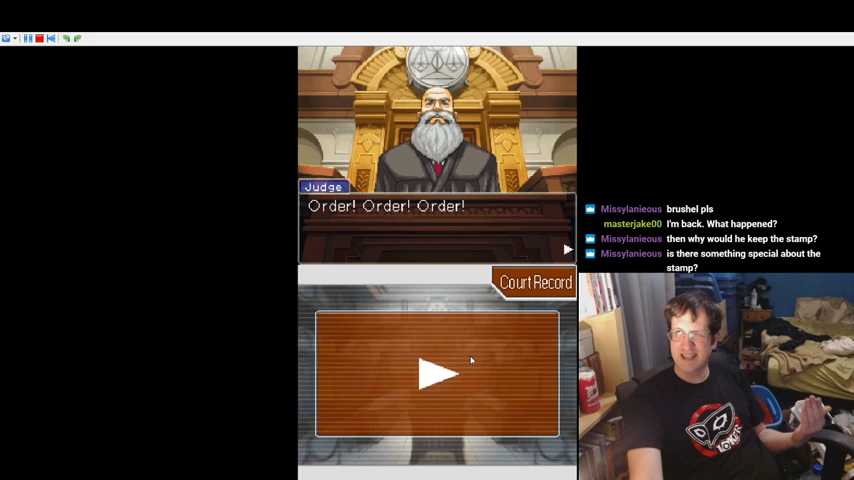 Judge
Order! Order! Order!
Court Record
Missylanieous brushel pls
masterjake00 I'm back. What happened?
Missylanieous then why would he keep the stamp?
Missylanieous is there something special about the
stamp?
JOKER